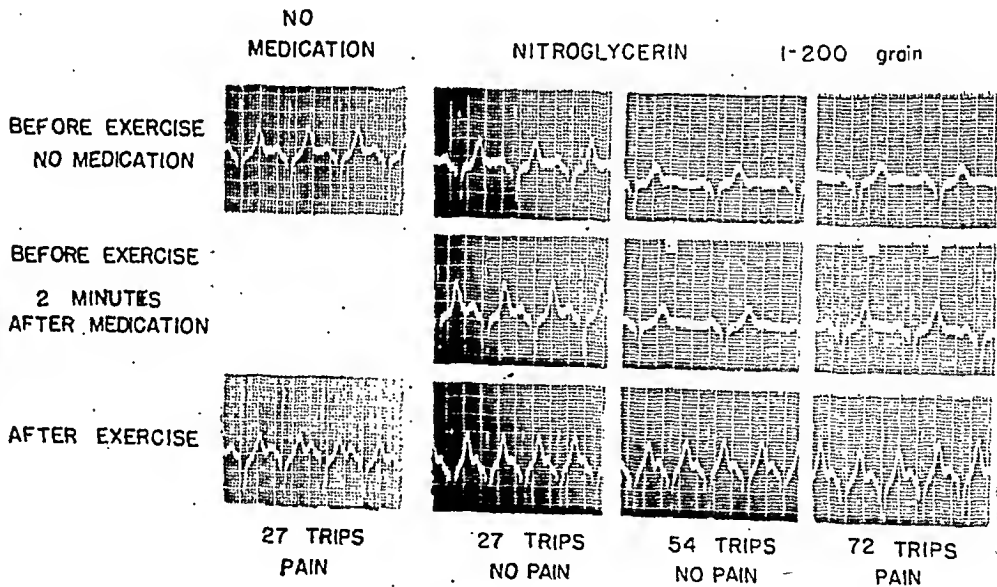 NO
MEDICATION
NITROGLYCERIN 1-200 grain
BEFORE EXERCISE
NO MEDICATION
BEFORE EXERCISE
2 MINUTES
AFTER MEDICATION
AFTER EXERCISE
27 TRIPS
PAIN
27 TRIPS
NO PAIN
54 TRIPS
NO PAIN
72 TRIPS
PAIN